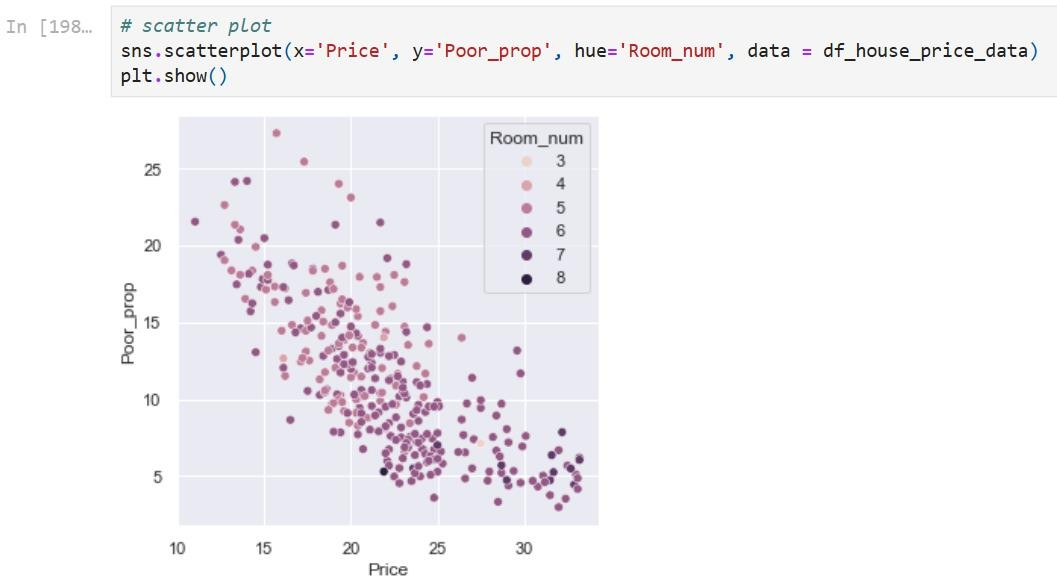 In [198…
# scatter plot
sns.scatterplot(x='Price', y='Poor_prop', hue='Room_num', data = df_house_price_data)
plt.show()
Room_num
3
4
5
6
7
8
25
20
15
10
5
Poor_prop
10 15 20 25 30
Price